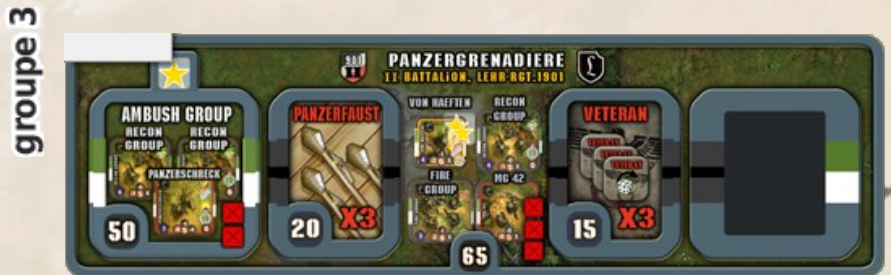 groupe 3
PANZERGRENADIERE
II BATTALION, LEHR-RGT.1901
AMBUSH GROUP
RECON GROUP
RECON GROUP
PANZERSCHRECK
50
PANZERFAUST
X3
20
VON HAEFTEN
RECON GROUP
FIRE GROUP
MG 42
65
VETERAN
VETERAN
X3
15